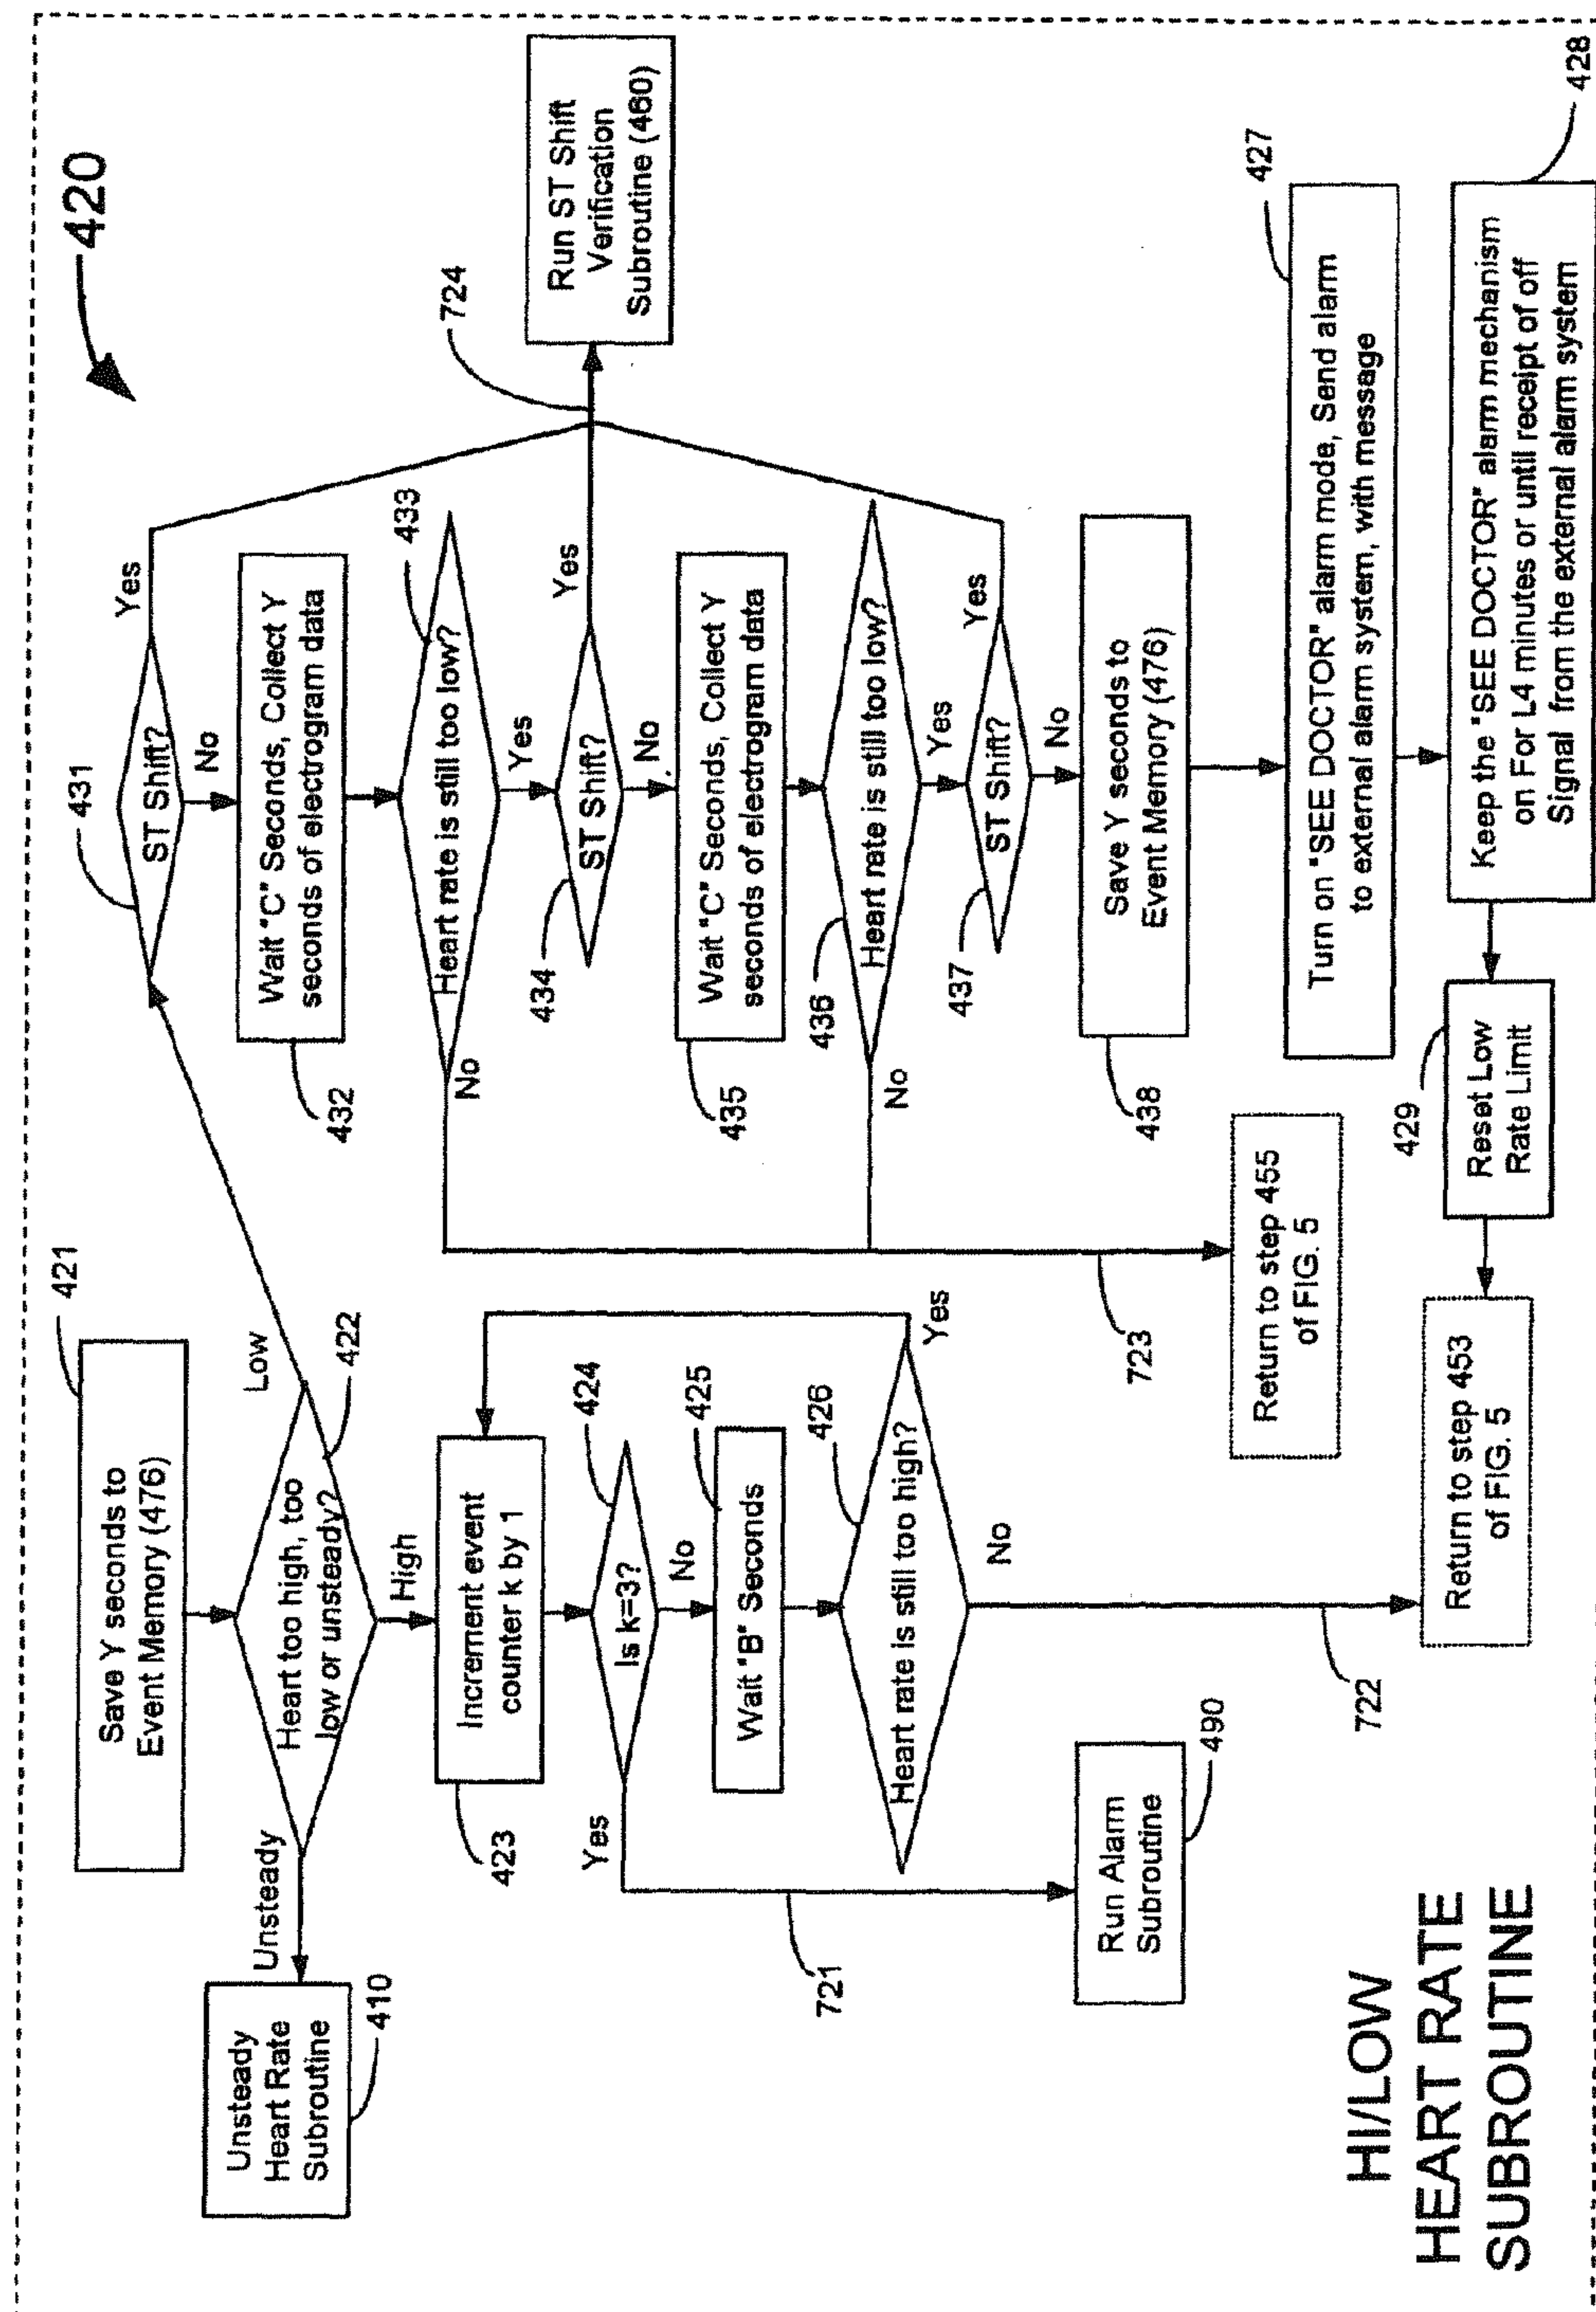 420
421
Save Y seconds to
Event Memory (476)
Heart too high, too
low or unsteady?
422
Unsteady
Low
High
Unsteady
Heart Rate
Subroutine
410
Increment event
counter k by 1
423
Is k=3?
424
Yes
No
Wait "B" Seconds
425
Heart rate is still too high?
426
Yes
No
721
Run Alarm
Subroutine
490
722
Return to step 453
of FIG. 5
431
ST Shift?
Yes
No
Wait "C" Seconds, Collect Y
seconds of electrogram data
432
433
Heart rate is still too low?
No
Yes
434
ST Shift?
Yes
No
Wait "C" Seconds, Collect Y
seconds of electrogram data
435
436
Heart rate is still too low?
No
Yes
437
ST Shift?
Yes
No
724
Run ST Shift
Verification
Subroutine (460)
723
Return to step 455
of FIG. 5
Save Y seconds to
Event Memory (476)
438
427
Turn on "SEE DOCTOR" alarm mode, Send alarm
to external alarm system, with message
Keep the "SEE DOCTOR" alarm mechanism
on For L4 minutes or until receipt of off
Signal from the external alarm system
428
429
Reset Low
Rate Limit
HI/LOW
HEART RATE
SUBROUTINE